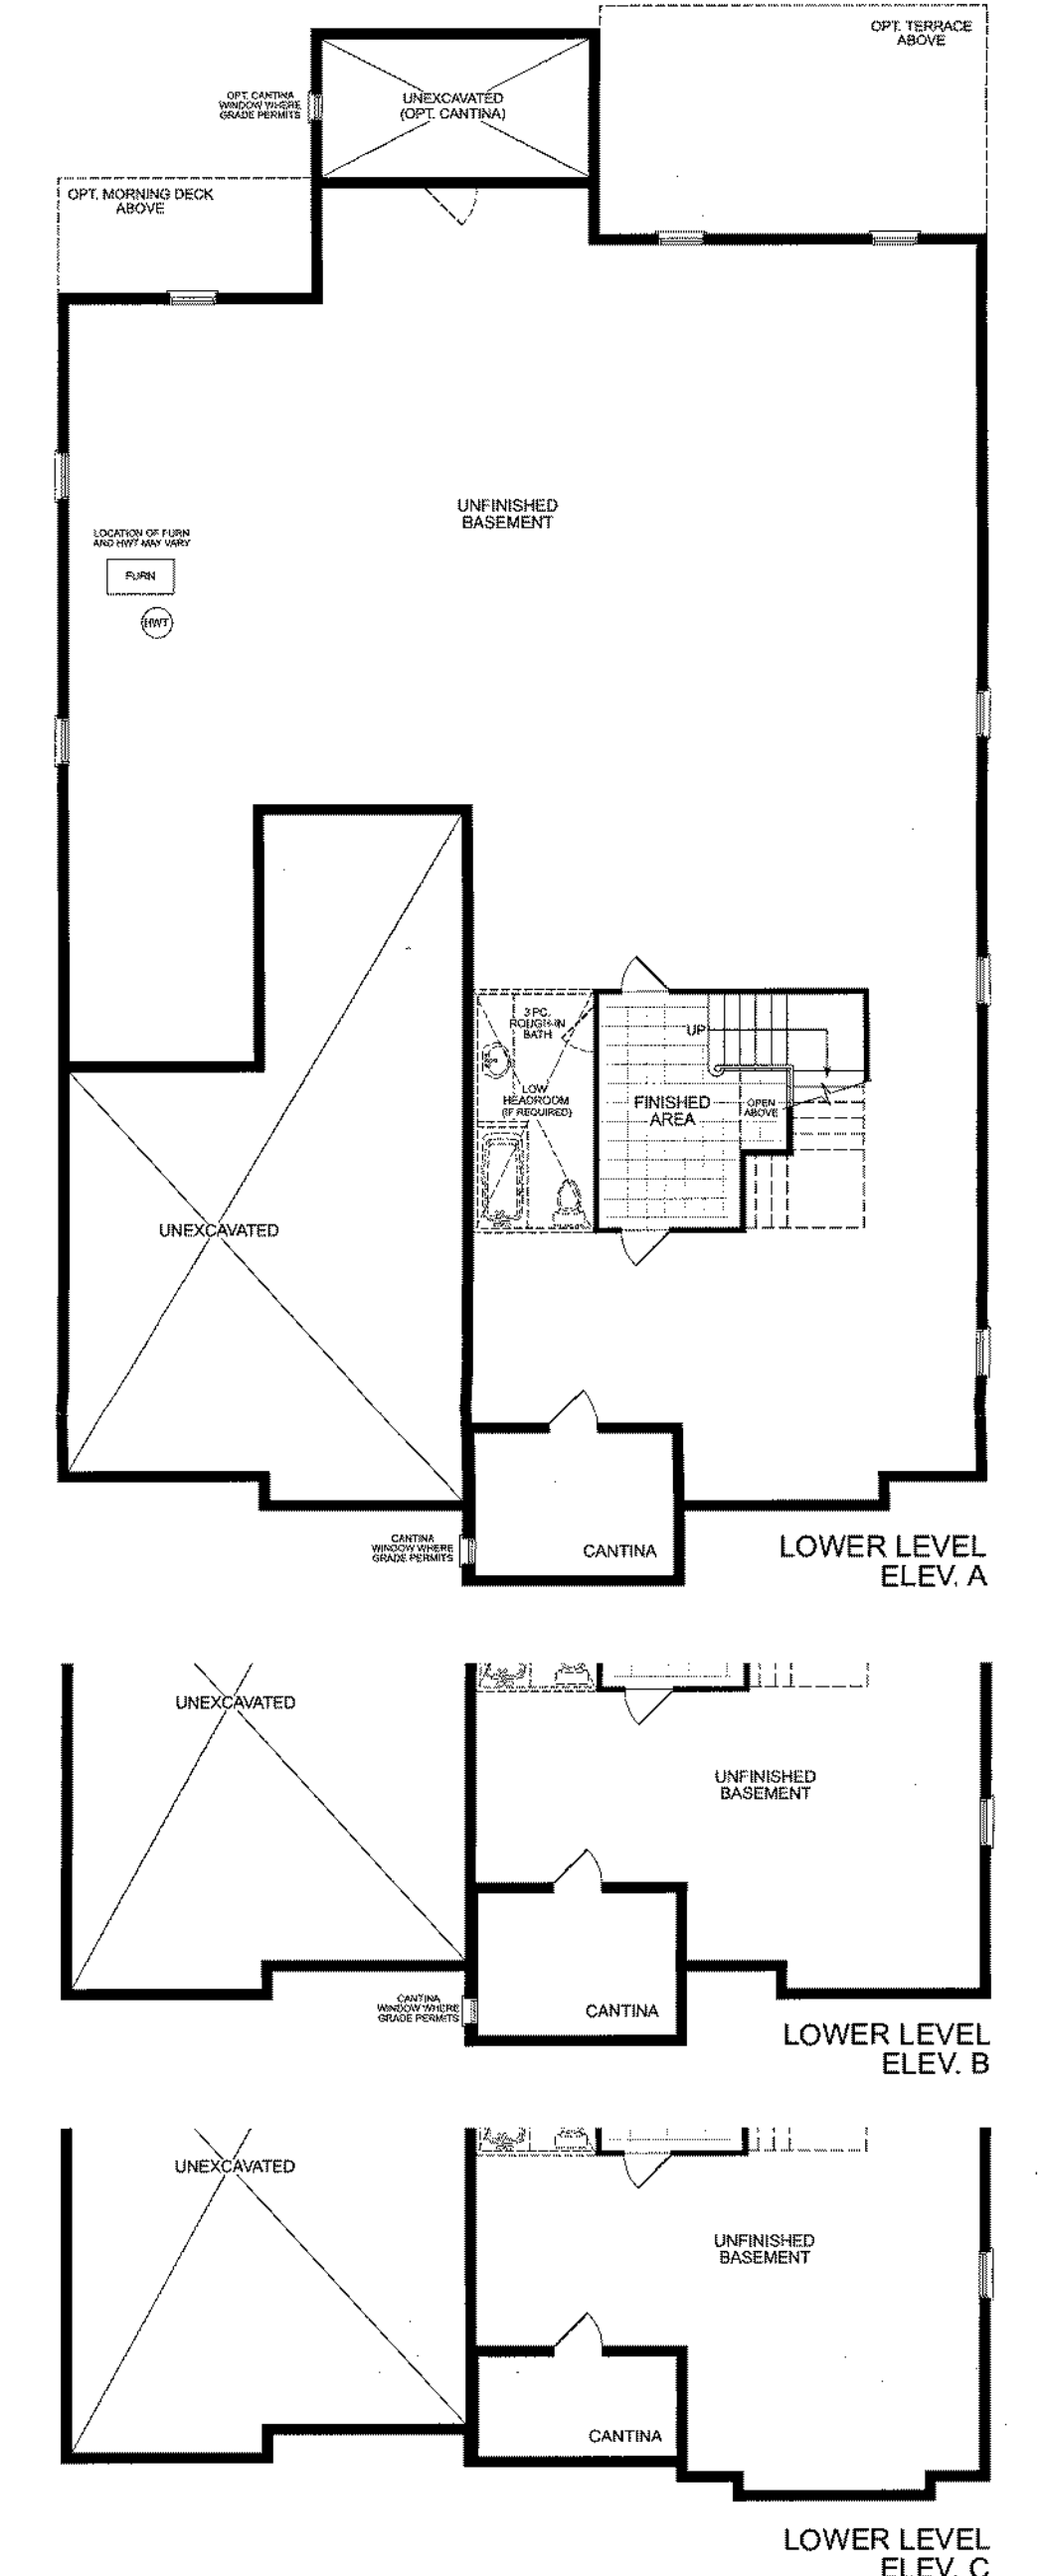 OPT. TERRACE
ABOVE
OPT. CANTINA
WINDOW WHERE
GRADE PERMITS
UNEXCAVATED
(OPT. CANTINA)
OPT. MORNING DECK
ABOVE
UNFINISHED
BASEMENT
LOCATION OF FURN
AND HWT MAY VARY
FURN
HWT
3 PC.
ROUGH-IN
BATH
UP
LOW
HEADROOM
(IF REQUIRED)
FINISHED
AREA
OPEN
ABOVE
UNEXCAVATED
CANTINA
WINDOW WHERE
GRADE PERMITS
CANTINA
LOWER LEVEL
ELEV. A
UNEXCAVATED
UNFINISHED
BASEMENT
CANTINA
WINDOW WHERE
GRADE PERMITS
CANTINA
LOWER LEVEL
ELEV. B
UNEXCAVATED
UNFINISHED
BASEMENT
CANTINA
LOWER LEVEL
ELEV. C